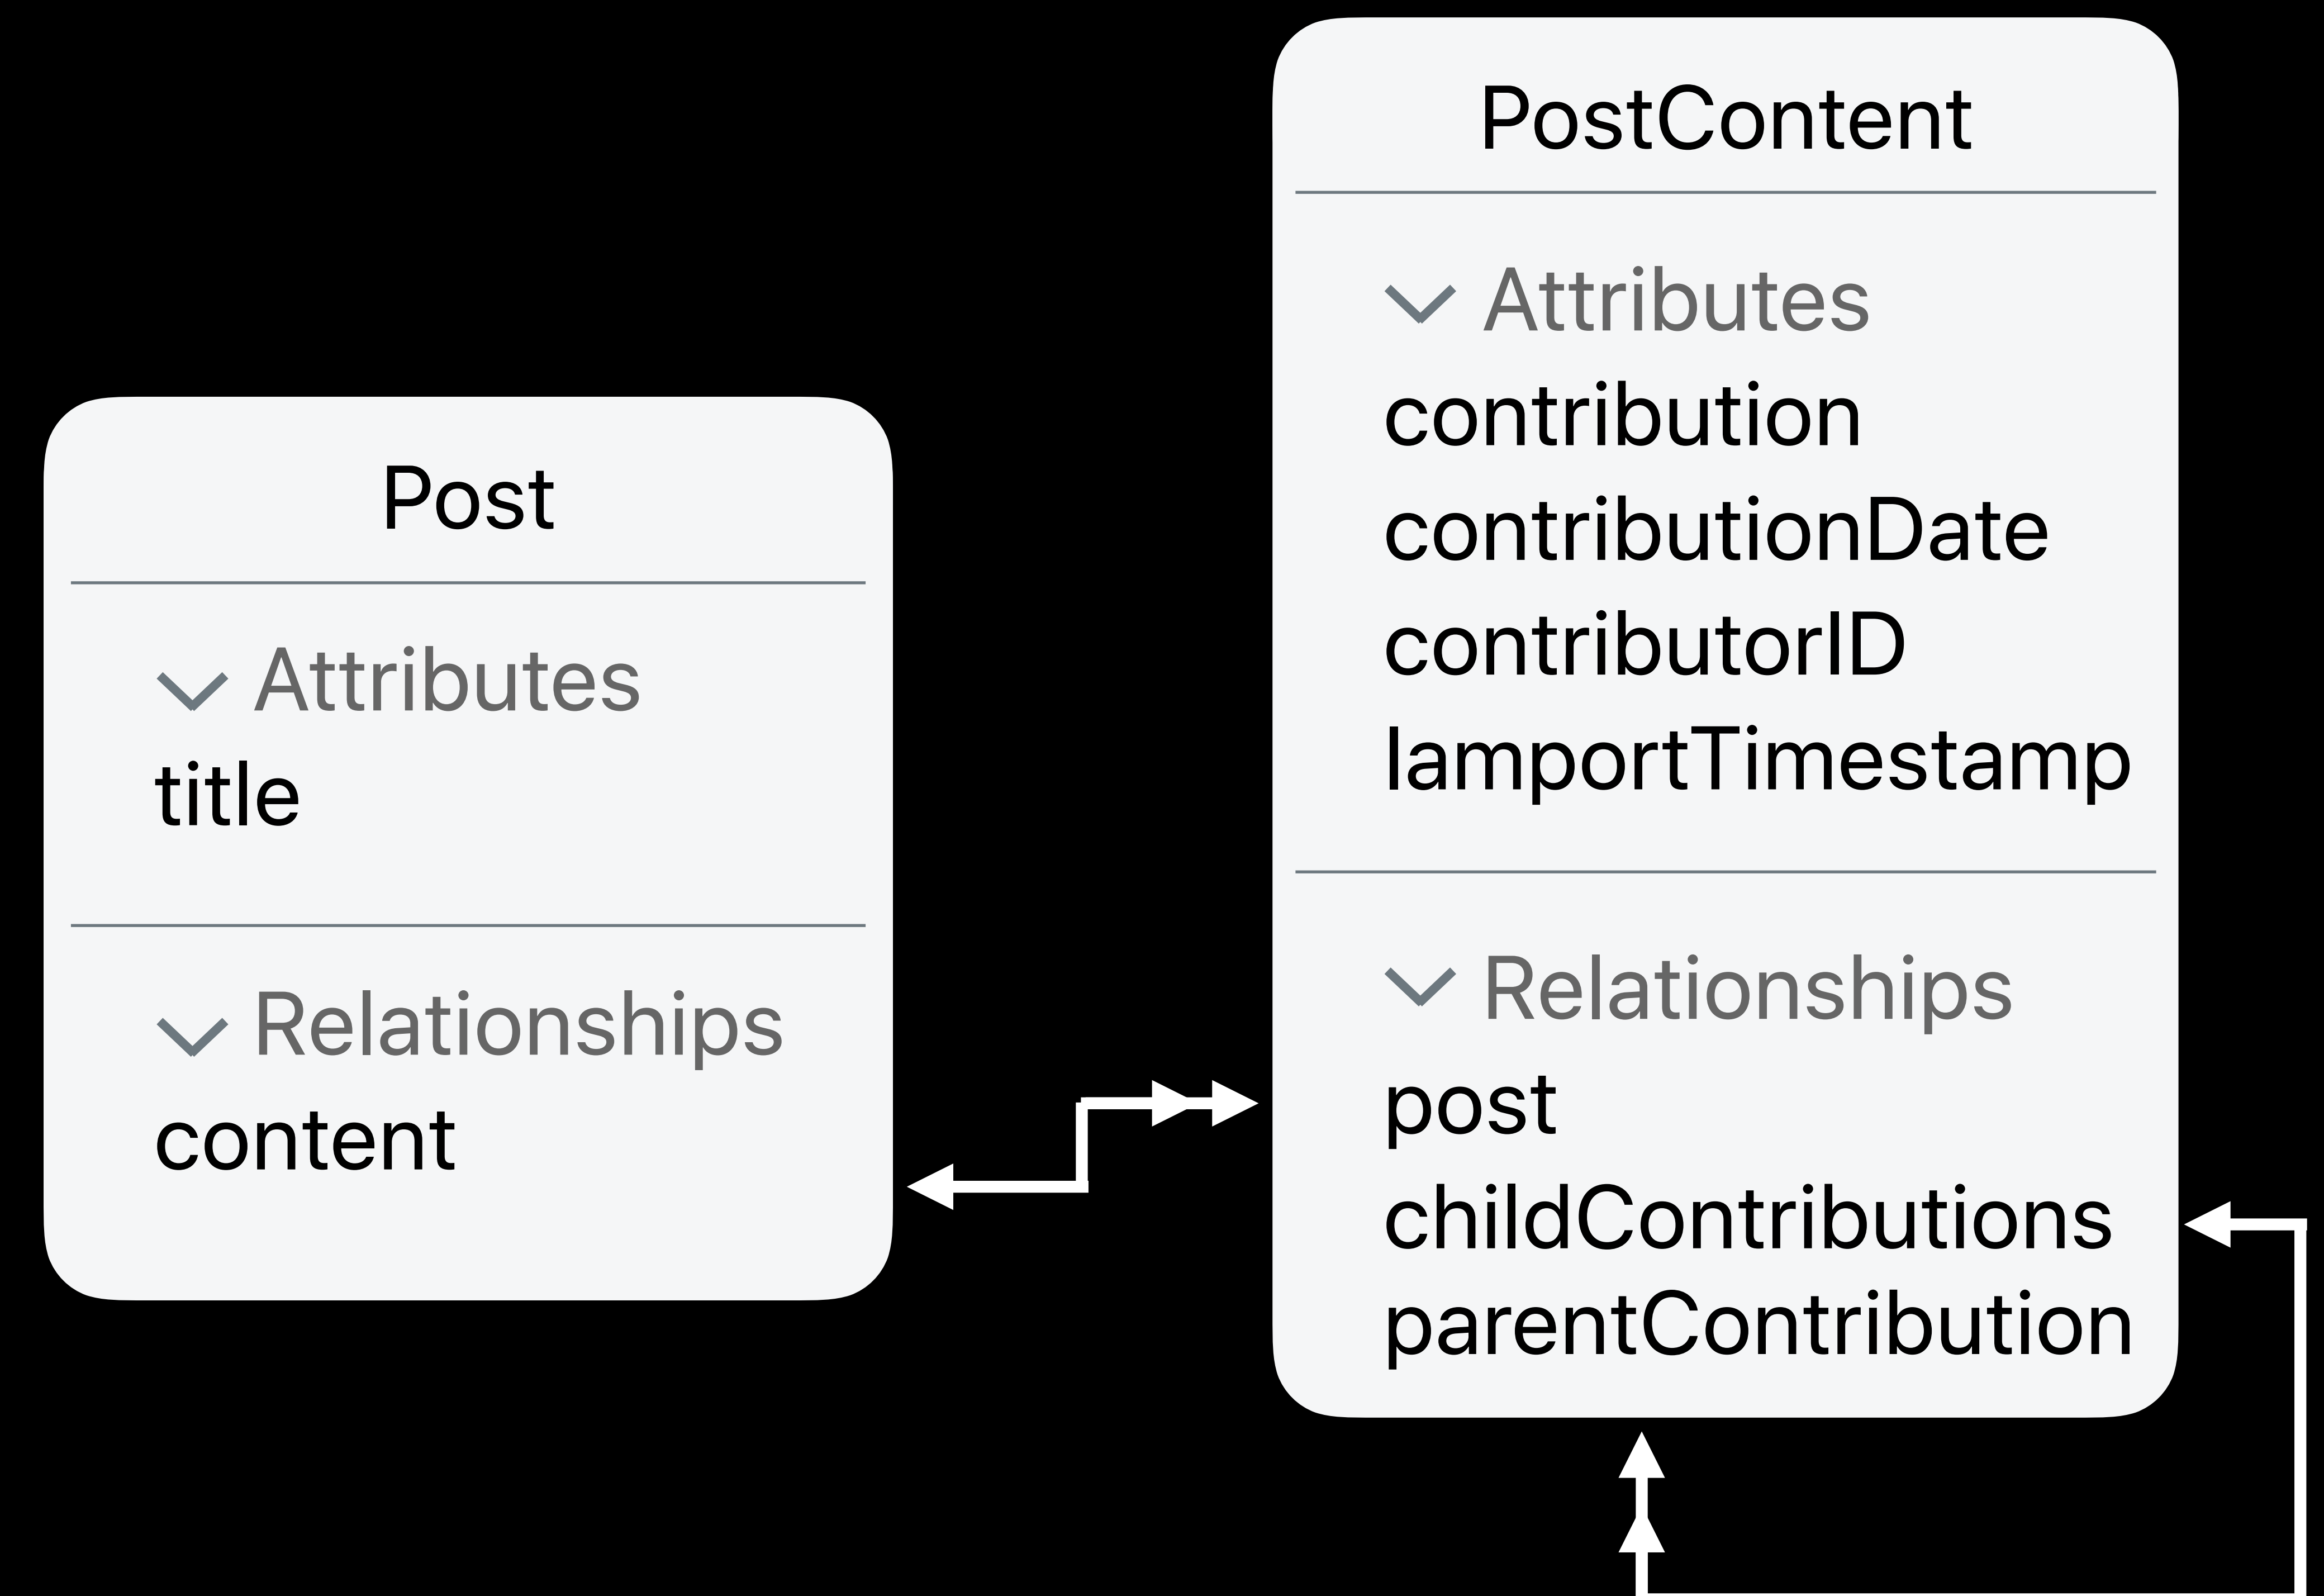 Post
Attributes
title
Relationships
content
PostContent
Attributes
contribution
contributionDate
contributorID
lamportTimestamp
Relationships
post
childContributions
parentContribution